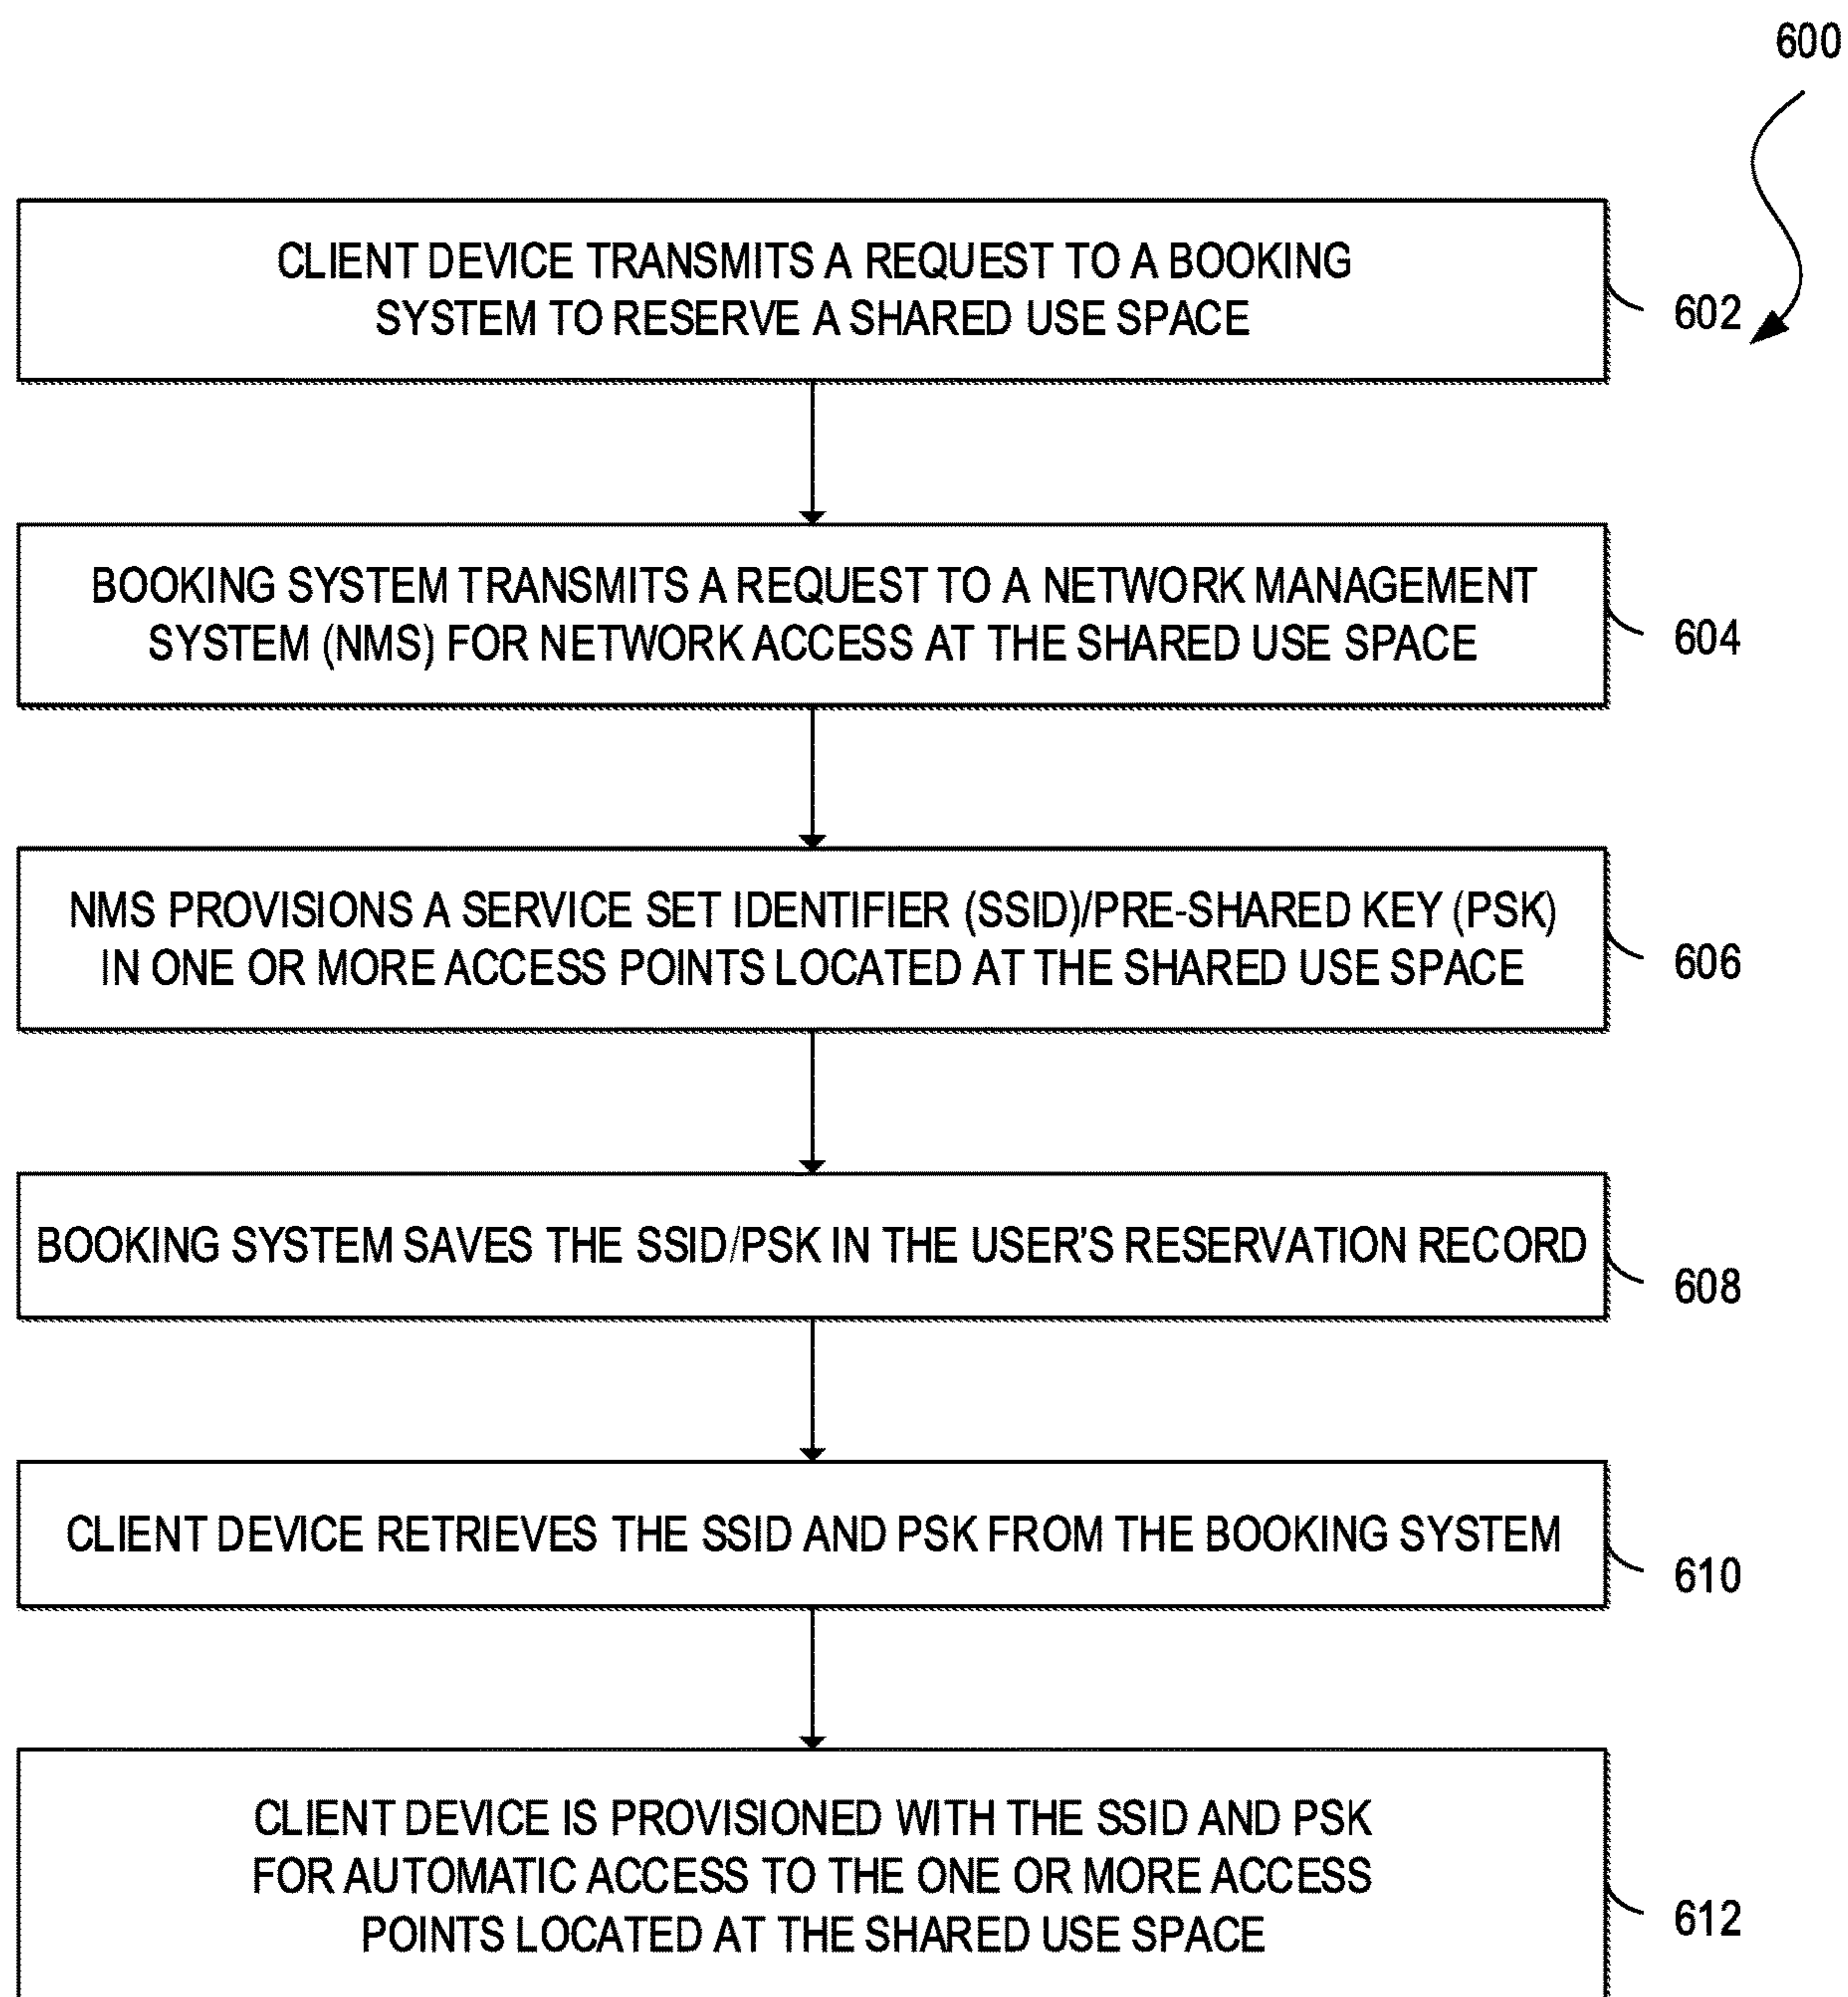 600
CLIENT DEVICE TRANSMITS A REQUEST TO A BOOKING
SYSTEM TO RESERVE A SHARED USE SPACE
602
BOOKING SYSTEM TRANSMITS A REQUEST TO A NETWORK MANAGEMENT
SYSTEM (NMS) FOR NETWORK ACCESS AT THE SHARED USE SPACE
604
NMS PROVISIONS A SERVICE SET IDENTIFIER (SSID)/PRE-SHARED KEY (PSK)
IN ONE OR MORE ACCESS POINTS LOCATED AT THE SHARED USE SPACE
606
BOOKING SYSTEM SAVES THE SSID/PSK IN THE USER'S RESERVATION RECORD
608
CLIENT DEVICE RETRIEVES THE SSID AND PSK FROM THE BOOKING SYSTEM
610
CLIENT DEVICE IS PROVISIONED WITH THE SSID AND PSK
FOR AUTOMATIC ACCESS TO THE ONE OR MORE ACCESS
POINTS LOCATED AT THE SHARED USE SPACE
612